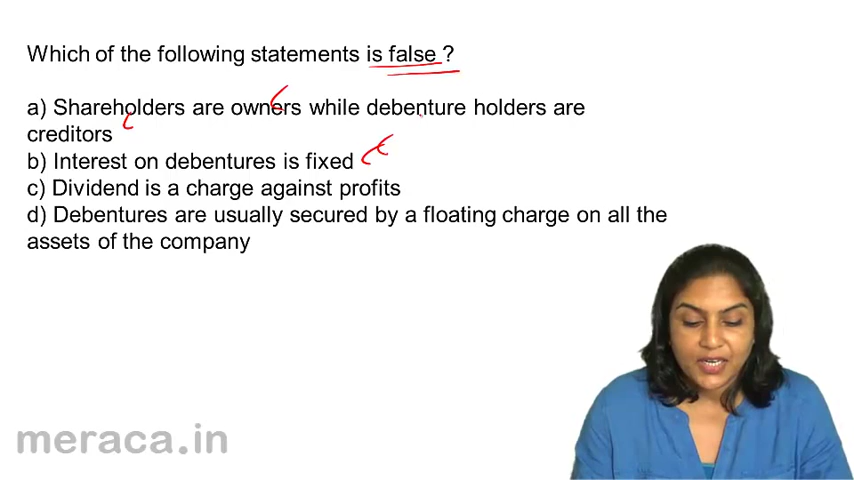 Which of the following statements is false ?
a) Shareholders are owners while debenture holders are
creditors
b) Interest on debentures is fixed
c) Dividend is a charge against profits
d) Debentures are usually secured by a floating charge on all the
assets of the company
meraca.in